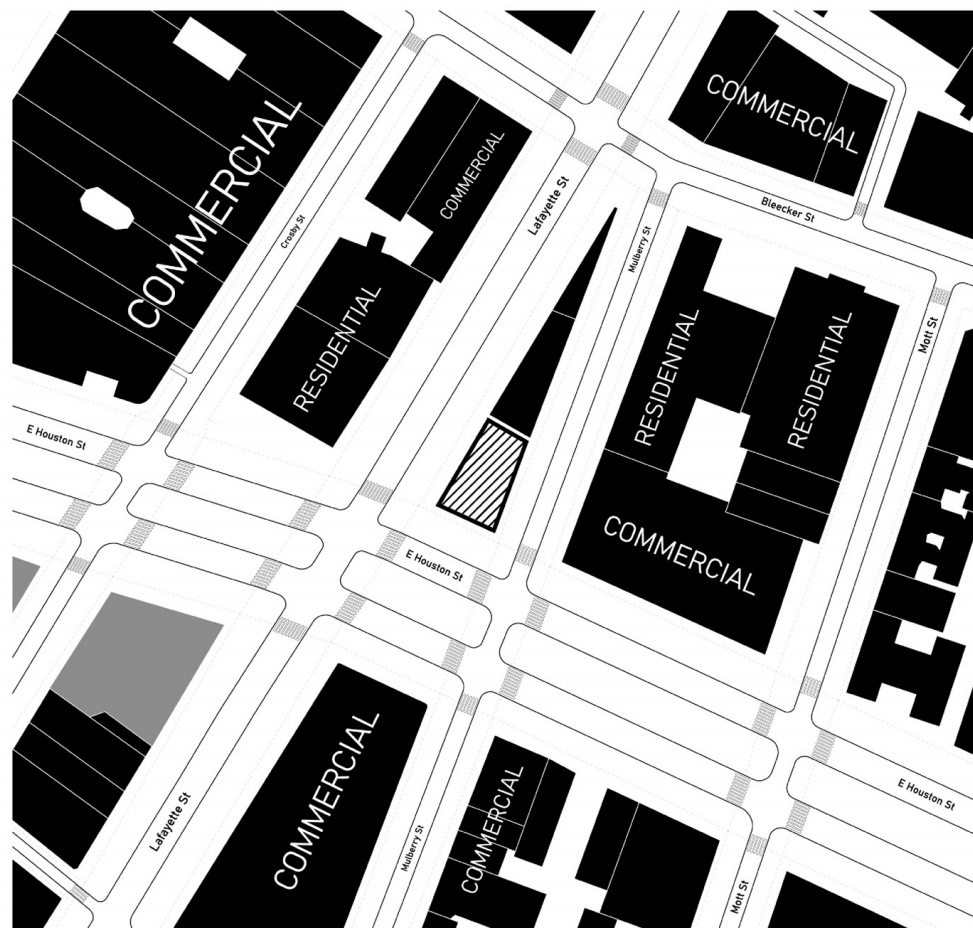 COMMERCIAL
COMMERCIAL
COMMERCIAL
Lafayette St
Bleecker St
Crosby St
Mulberry St
RESIDENTIAL
RESIDENTIAL
RESIDENTIAL
Mott St
E Houston St
E Houston St
COMMERCIAL
E Houston St
COMMERCIAL
Lafayette St
Mulberry St
COMMERCIAL
Mott St